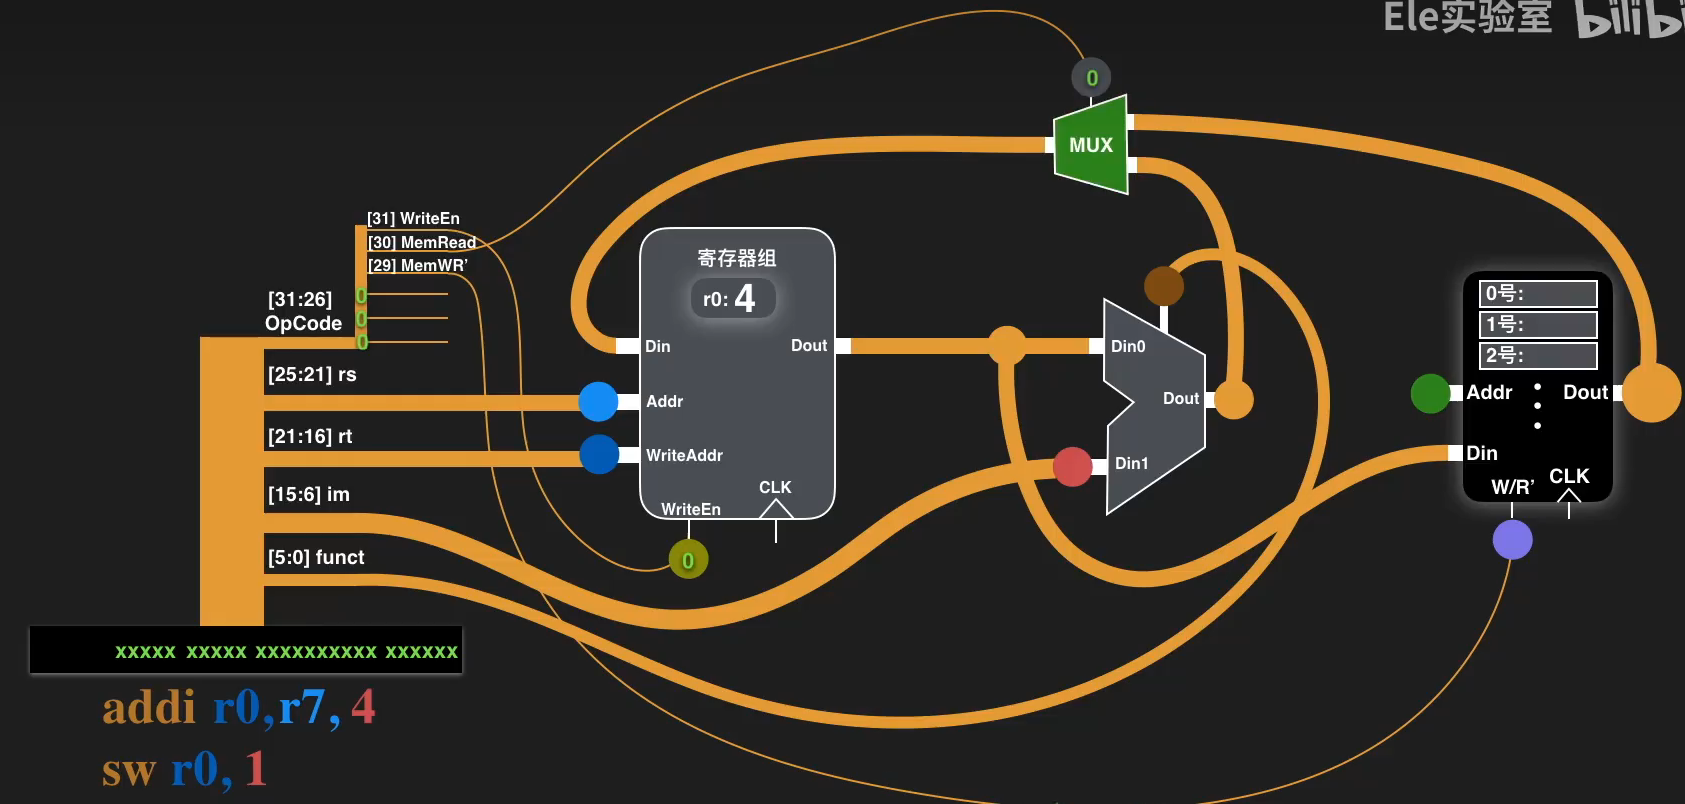 Ele实验室 bilibi
0
MUX
[31] WriteEn
[30] MemRead
[29] MemWR’
[31:26]
OpCode
0
0
0
[25:21] rs
[21:16] rt
[15:6] im
[5:0] funct
寄存器组
r0: 4
Din
Dout
Addr
WriteAddr
CLK
WriteEn
0
Din0
Dout
Din1
0号:
1号:
2号:
Addr
Dout
Din
W/R’
CLK
xxxxx xxxxx xxxxxxxxxx xxxxxx
addi r0,r7, 4
sw r0, 1